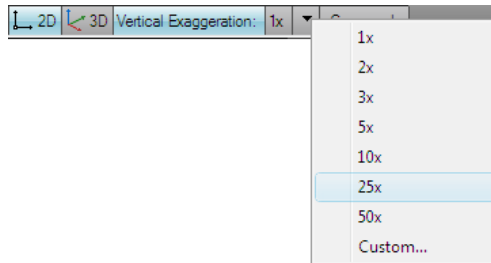 2D 3D Vertical Exaggeration: 1x
1x
2x
3x
5x
10x
25x
50x
Custom...